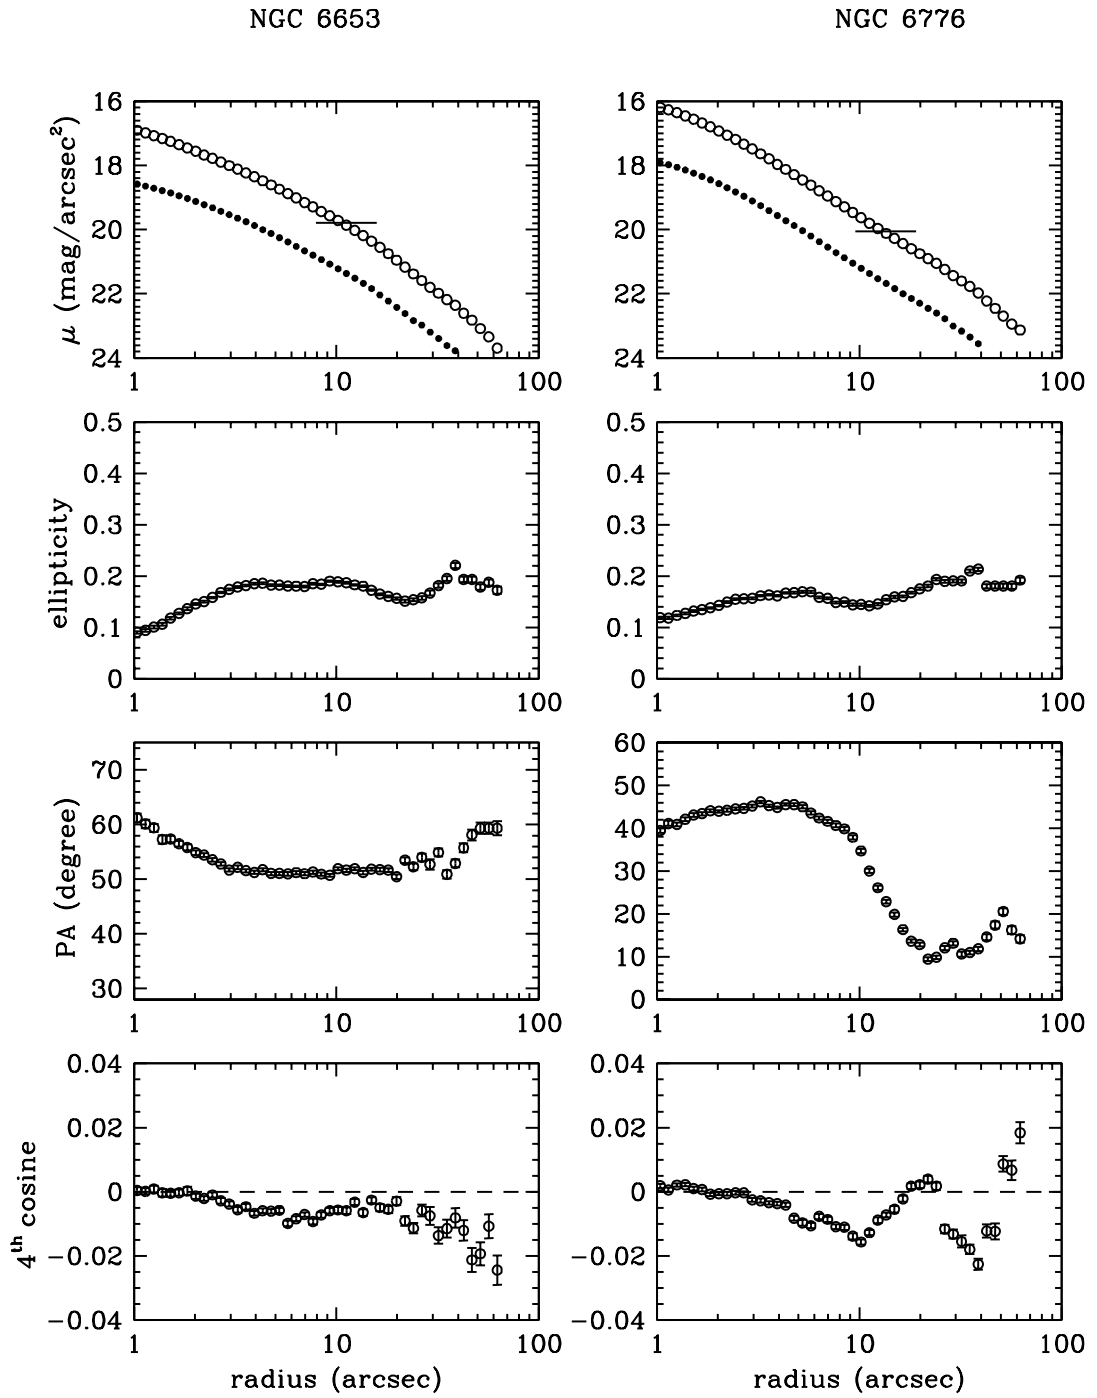 NGC 6653 NGC 6776
μ (mag/arcsec²)
16
18
20
22
24
1 10 100
16
18
20
22
24
1 10 100
ellipticity
0.5
0.4
0.3
0.2
0.1
0
1 10 100
0.5
0.4
0.3
0.2
0.1
0
1 10 100
PA (degree)
70
60
50
40
30
1 10 100
60
50
40
30
20
10
0
1 10 100
4th cosine
0.04
0.02
0
−0.02
−0.04
1 10 100
radius (arcsec)
0.04
0.02
0
−0.02
−0.04
1 10 100
radius (arcsec)